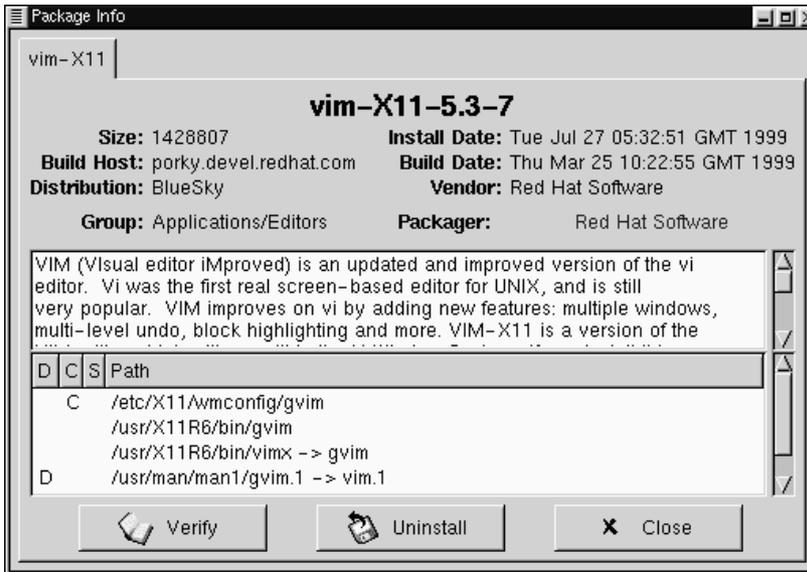 Package Info
vim-X11
vim-X11-5.3-7
Size: 1428807 Install Date: Tue Jul 27 05:32:51 GMT 1999
Build Host: porky.devel.redhat.com Build Date: Thu Mar 25 10:22:55 GMT 1999
Distribution: BlueSky Vendor: Red Hat Software
Group: Applications/Editors Packager: Red Hat Software
VIM (VIsual editor iMproved) is an updated and improved version of the vi
editor. Vi was the first real screen-based editor for UNIX, and is still
very popular. VIM improves on vi by adding new features: multiple windows,
multi-level undo, block highlighting and more. VIM-X11 is a version of the
D C S Path
C /etc/X11/wmconfig/gvim
/usr/X11R6/bin/gvim
/usr/X11R6/bin/vimx -> gvim
D /usr/man/man1/gvim.1 -> vim.1
Verify Uninstall Close